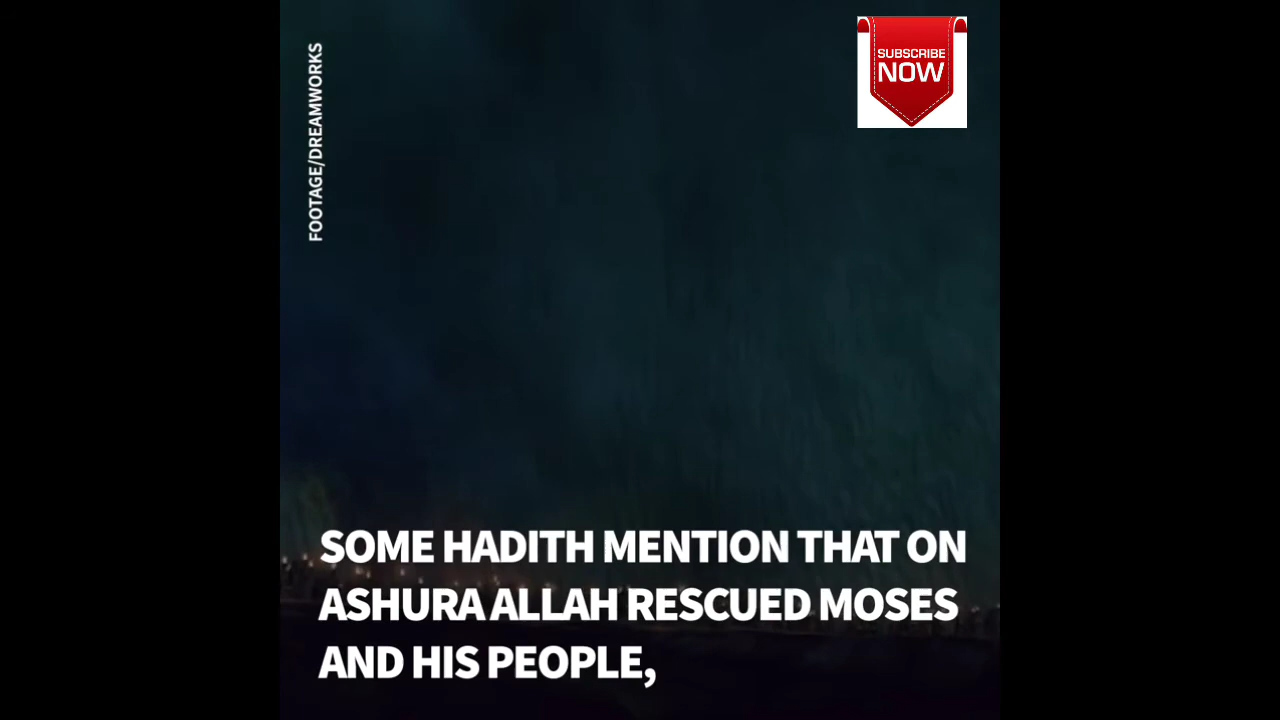 FOOTAGE/DREAMWORKS
SUBSCRIBE
NOW
SOME HADITH MENTION THAT ON
ASHURA ALLAH RESCUED MOSES
AND HIS PEOPLE,